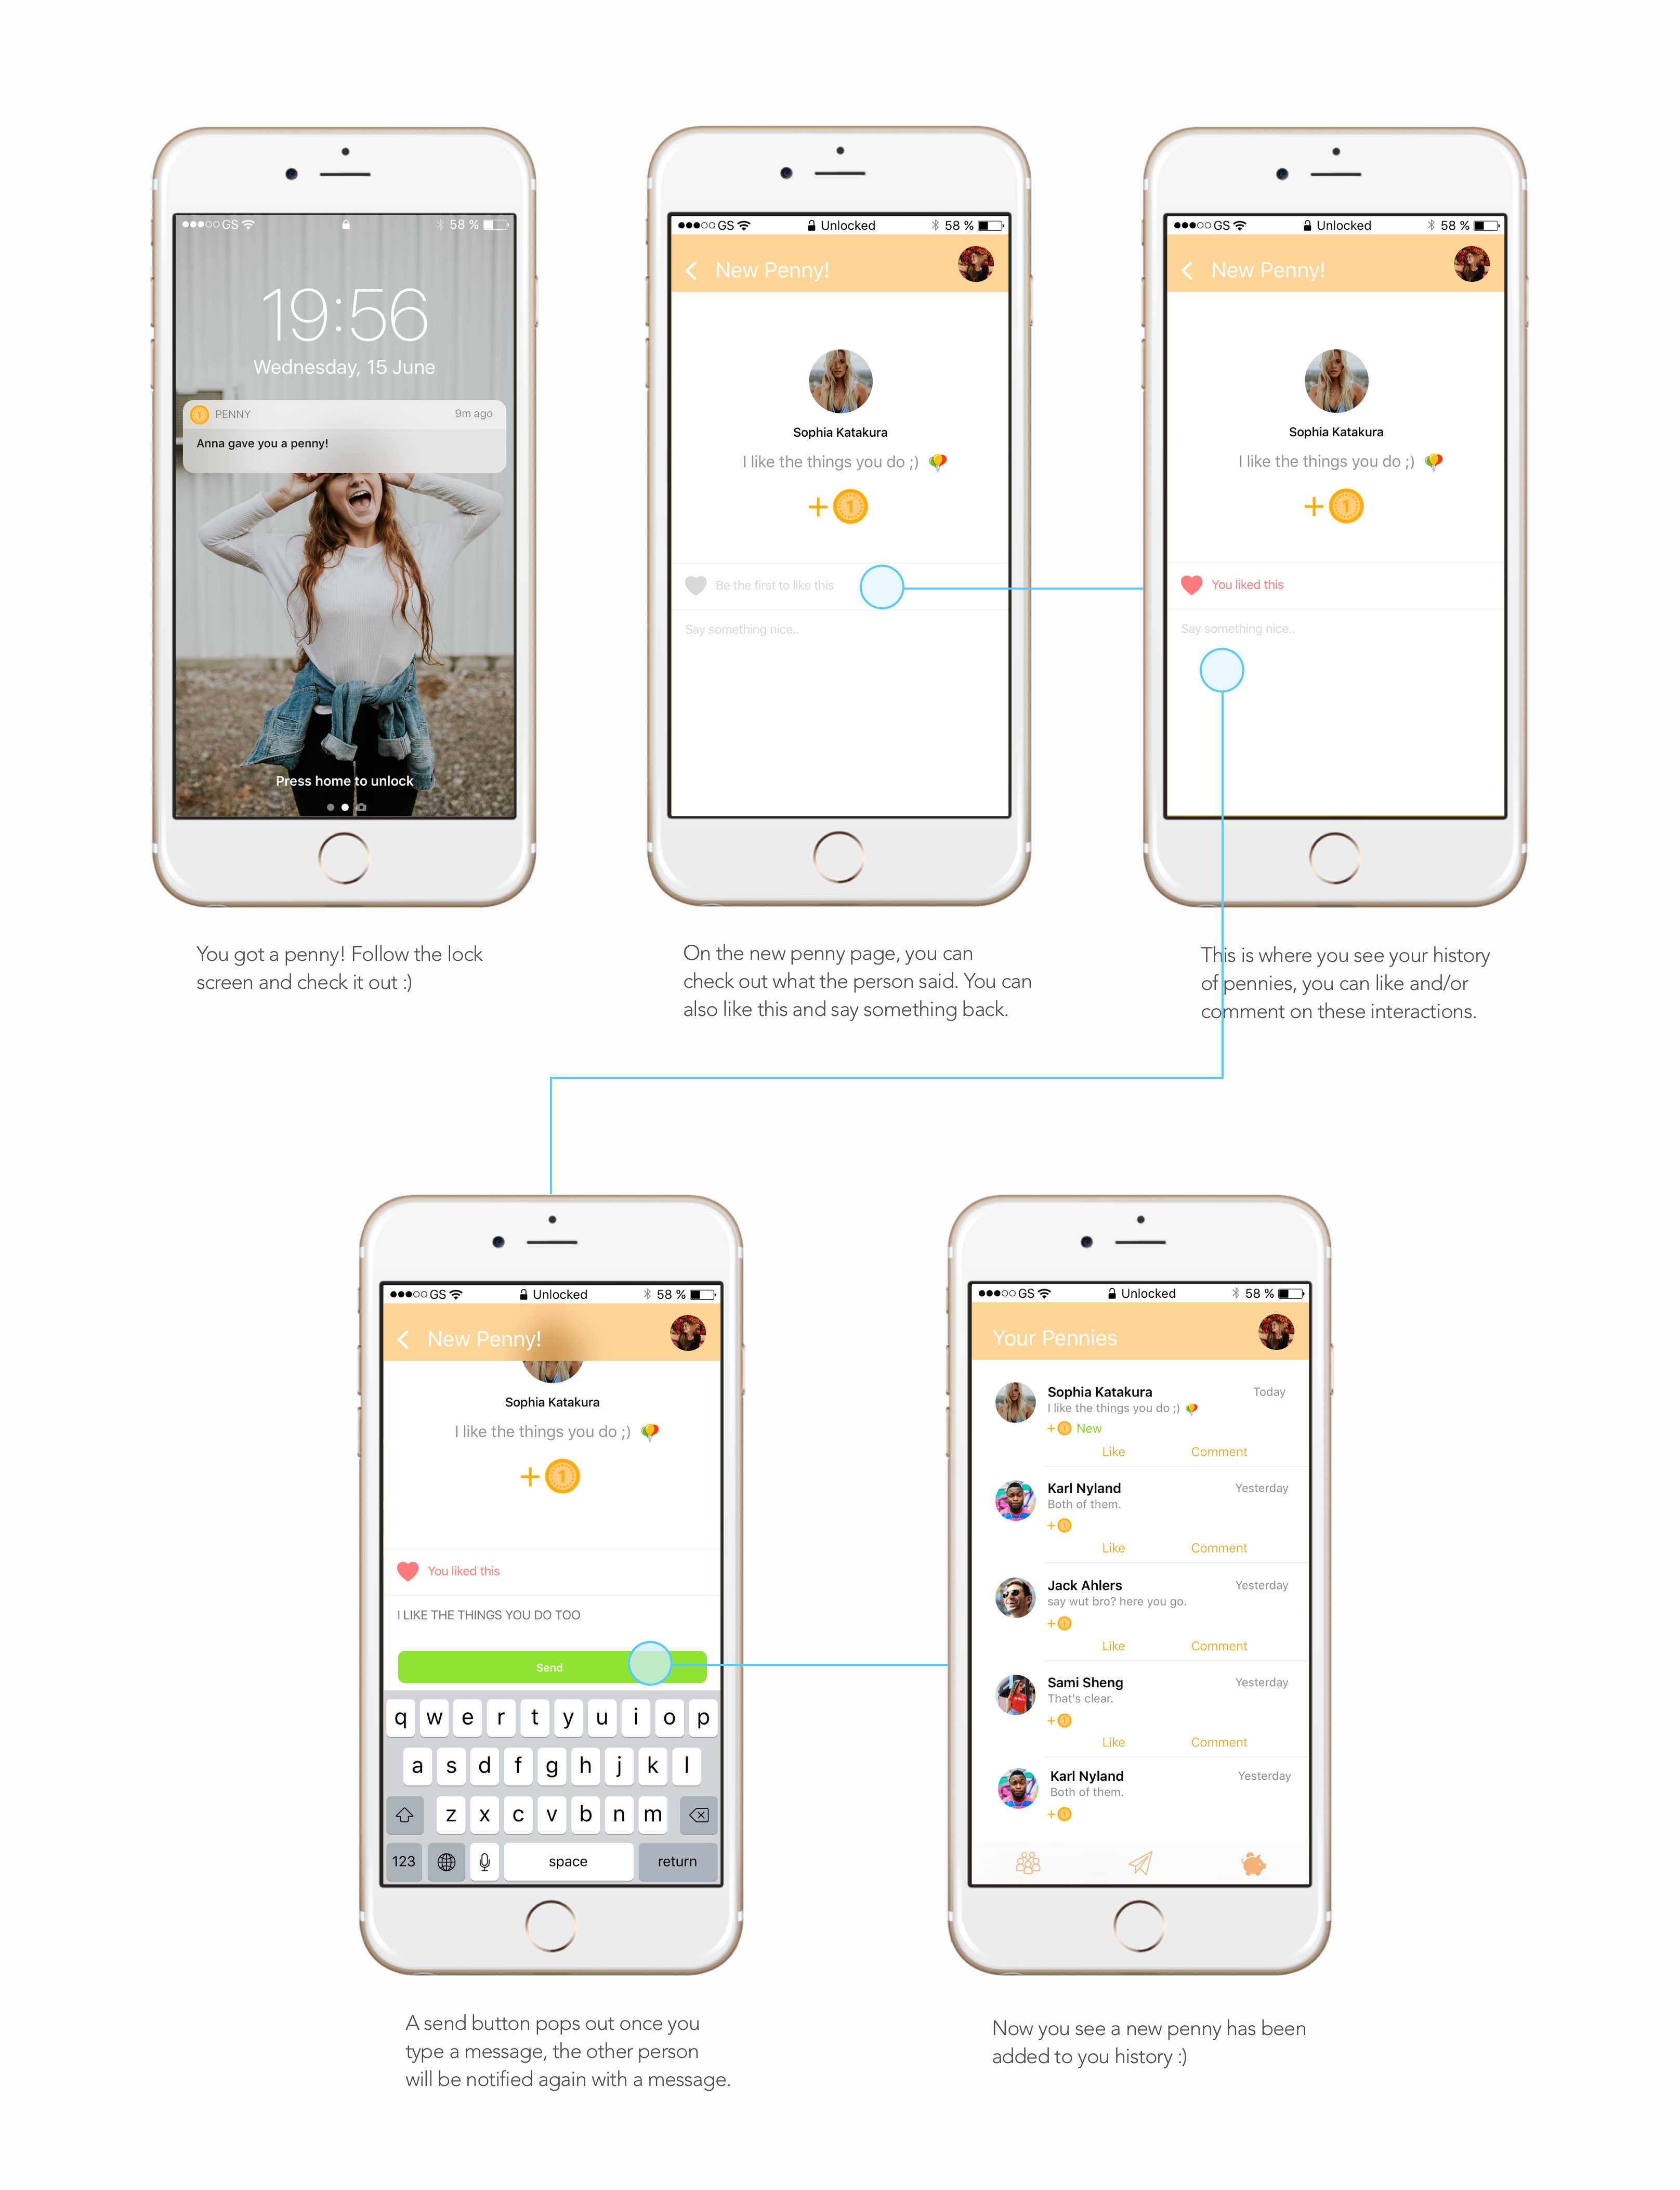 GS
58 %
19:56
Wednesday, 15 June
1 PENNY 9m ago
Anna gave you a penny!
Press home to unlock
You got a penny! Follow the lock
screen and check it out :)
GS Unlocked 58 %
New Penny!
Sophia Katakura
I like the things you do ;)
+ 1
Be the first to like this
Say something nice..
On the new penny page, you can
check out what the person said. You can
also like this and say something back.
GS Unlocked 58 %
New Penny!
Sophia Katakura
I like the things you do ;)
+ 1
You liked this
Say something nice..
This is where you see your history
of pennies, you can like and/or
comment on these interactions.
GS Unlocked 58 %
New Penny!
Sophia Katakura
I like the things you do ;)
+ 1
You liked this
I LIKE THE THINGS YOU DO TOO
Send
q w e r t y u i o p
a s d f g h j k l
z x c v b n m
123 space return
A send button pops out once you
type a message, the other person
will be notified again with a message.
GS Unlocked 58 %
Your Pennies
Sophia Katakura Today
I like the things you do ;)
+ 1 New
Like Comment
Karl Nyland Yesterday
Both of them.
+ 1
Like Comment
Jack Ahlers Yesterday
say wut bro? here you go.
+ 1
Like Comment
Sami Sheng Yesterday
That's clear.
+ 1
Like Comment
Karl Nyland Yesterday
Both of them.
+ 1
Now you see a new penny has been
added to you history :)